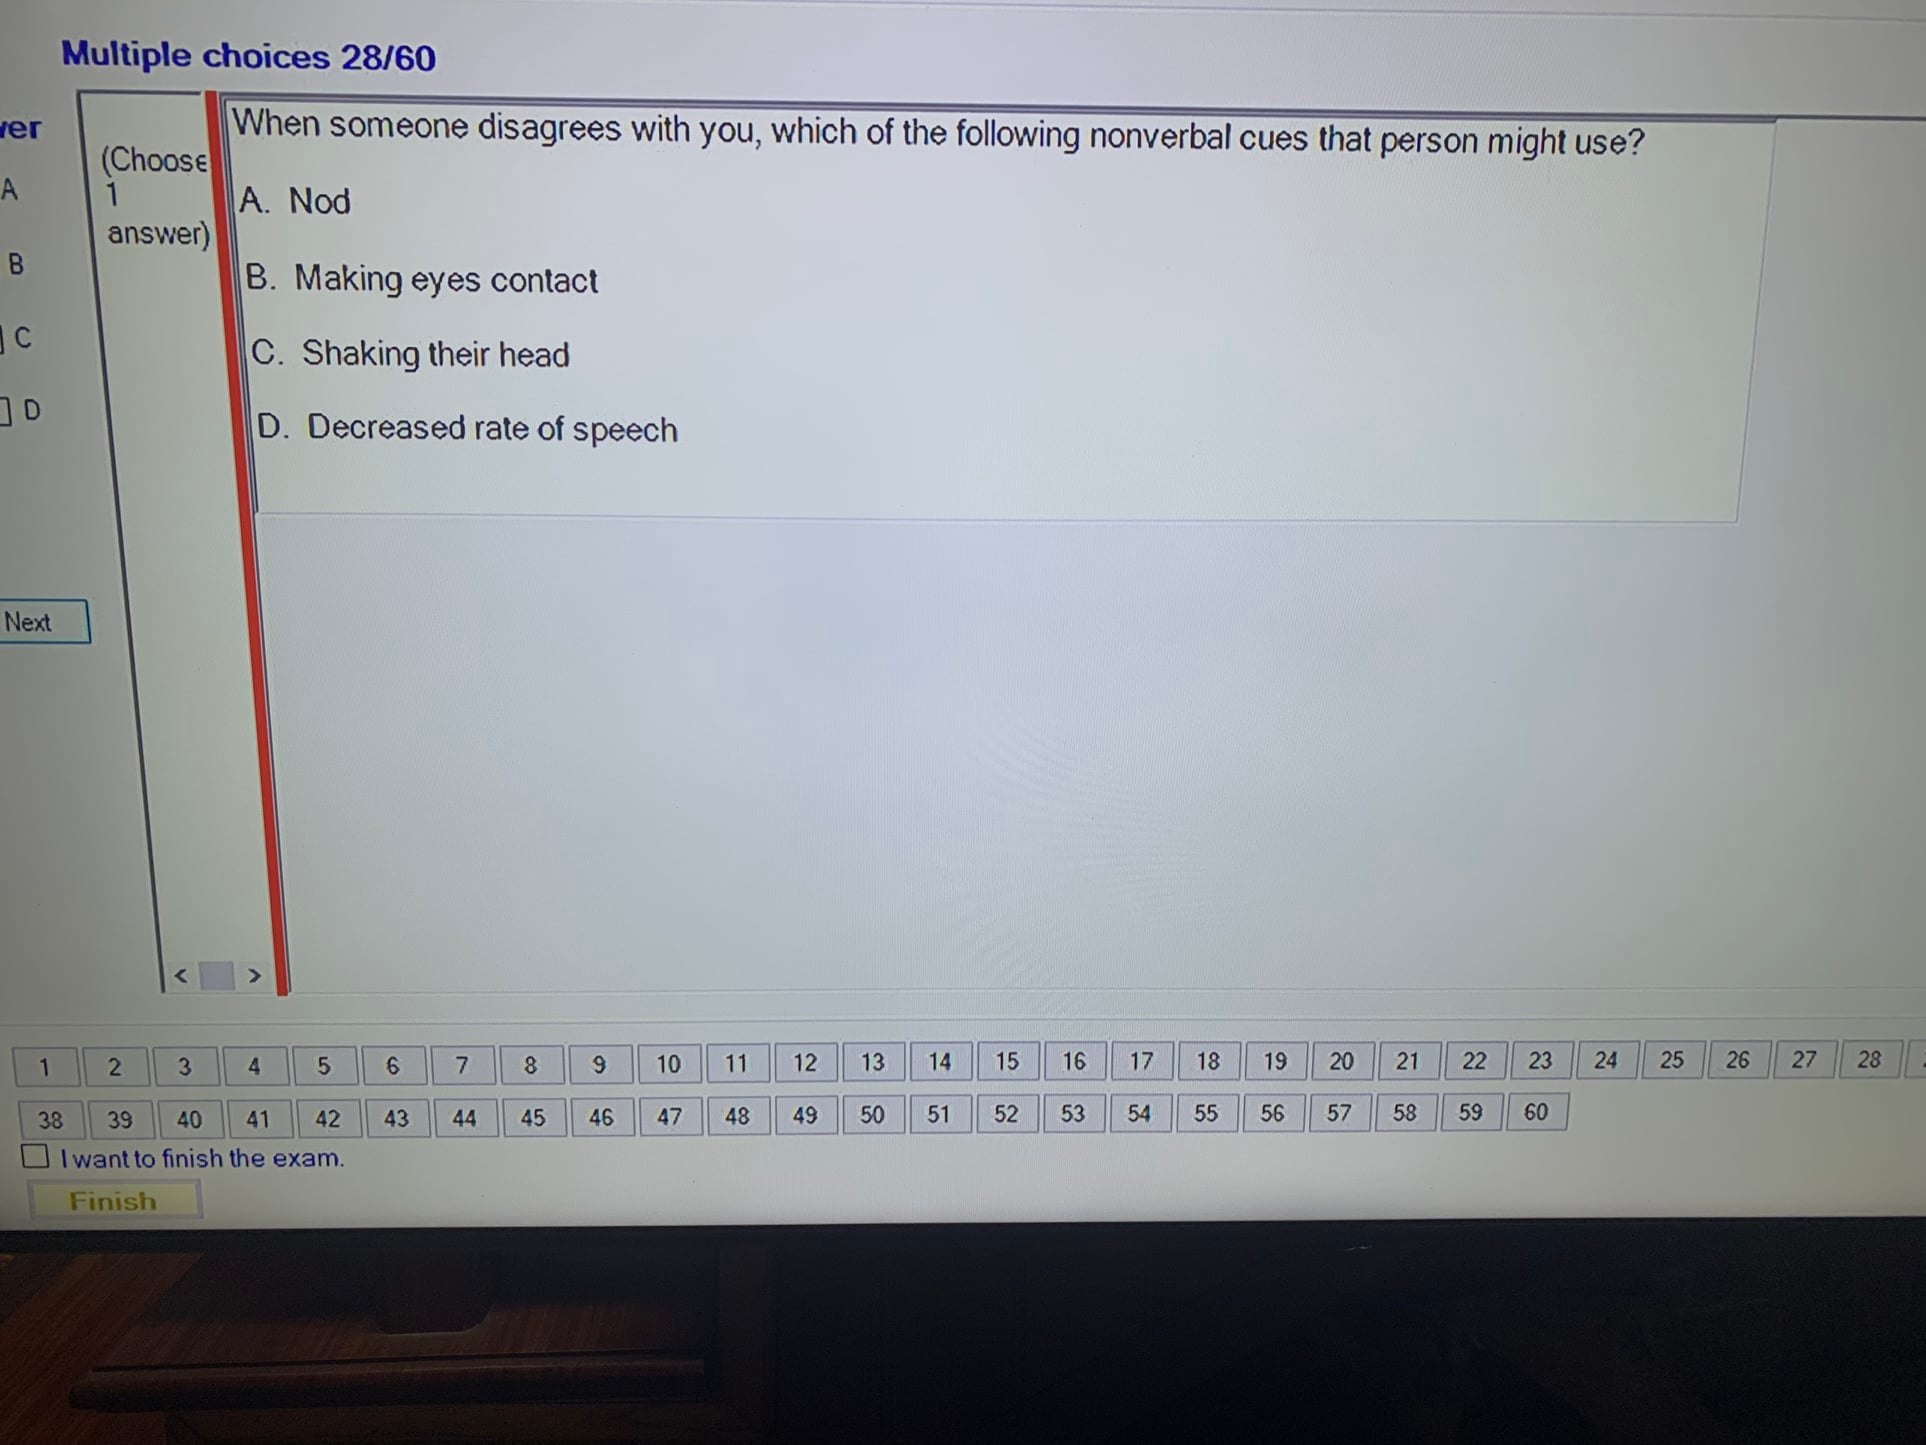 Multiple choices 28/60
When someone disagrees with you, which of the following nonverbal cues that person might use?
(Choose
1
answer)
A. Nod
B. Making eyes contact
C. Shaking their head
D. Decreased rate of speech
A
B
C
D
Next
< >
1 2 3 4 5 6 7 8 9 10 11 12 13 14 15 16 17 18 19 20 21 22 23 24 25 26 27 28
38 39 40 41 42 43 44 45 46 47 48 49 50 51 52 53 54 55 56 57 58 59 60
I want to finish the exam.
Finish